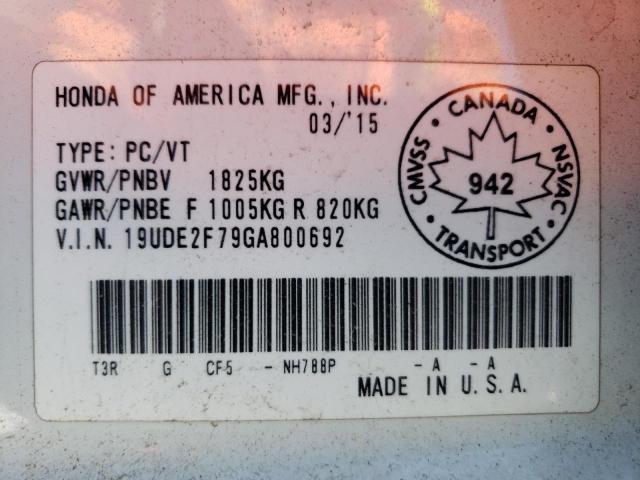 HONDA OF AMERICA MFG., INC.
03/'15
TYPE: PC/VT
GVWR/PNBV 1825KG
GAWR/PNBE F 1005KG R 820KG
V.I.N. 19UDE2F79GA800692
CANADA
CMVSS
NSVAC
942
TRANSPORT
T3R G CF5 - NH788P - A - A
MADE IN U.S.A.